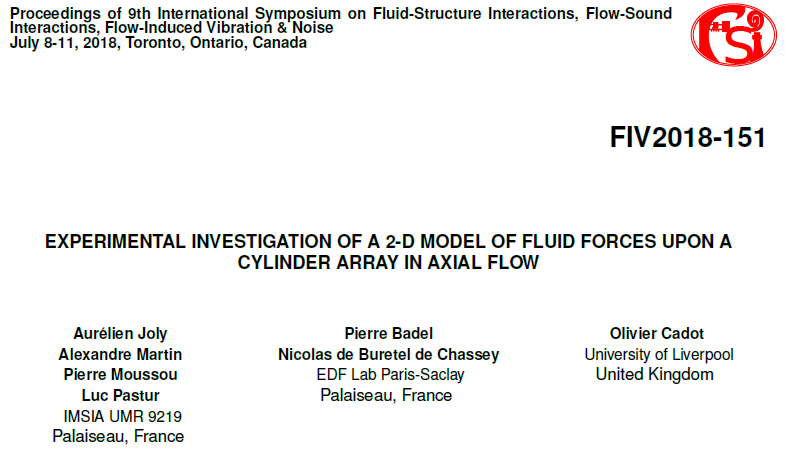 Proceedings of 9th International Symposium on Fluid-Structure Interactions, Flow-Sound
Interactions, Flow-Induced Vibration & Noise
July 8-11, 2018, Toronto, Ontario, Canada
FSi
FIV2018-151
EXPERIMENTAL INVESTIGATION OF A 2-D MODEL OF FLUID FORCES UPON A
CYLINDER ARRAY IN AXIAL FLOW
Aurélien Joly
Alexandre Martin
Pierre Moussou
Luc Pastur
IMSIA UMR 9219
Palaiseau, France
Pierre Badel
Nicolas de Buretel de Chassey
EDF Lab Paris-Saclay
Palaiseau, France
Olivier Cadot
University of Liverpool
United Kingdom